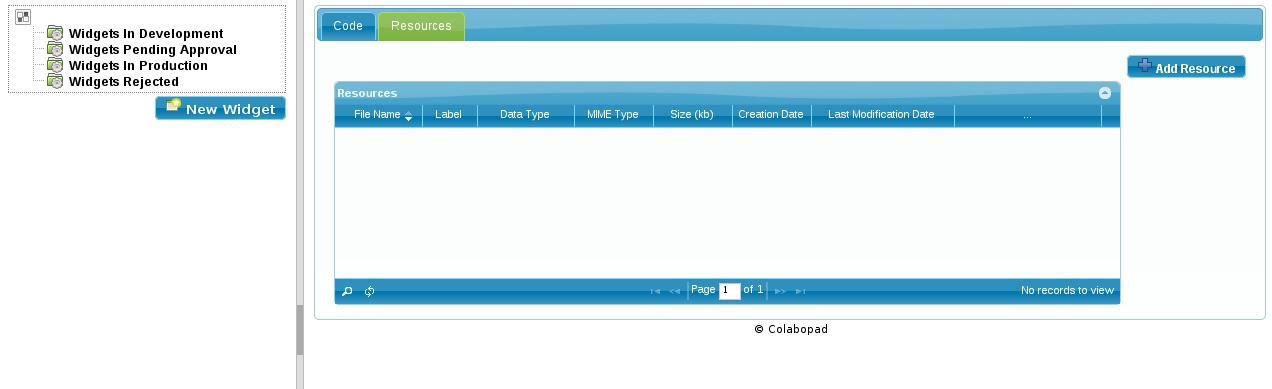 Widgets In Development
Widgets Pending Approval
Widgets In Production
Widgets Rejected
New Widget
Code Resources
Add Resource
Resources
File Name Label Data Type MIME Type Size (kb) Creation Date Last Modification Date ...
Page 1 of 1 No records to view
© Colabopad